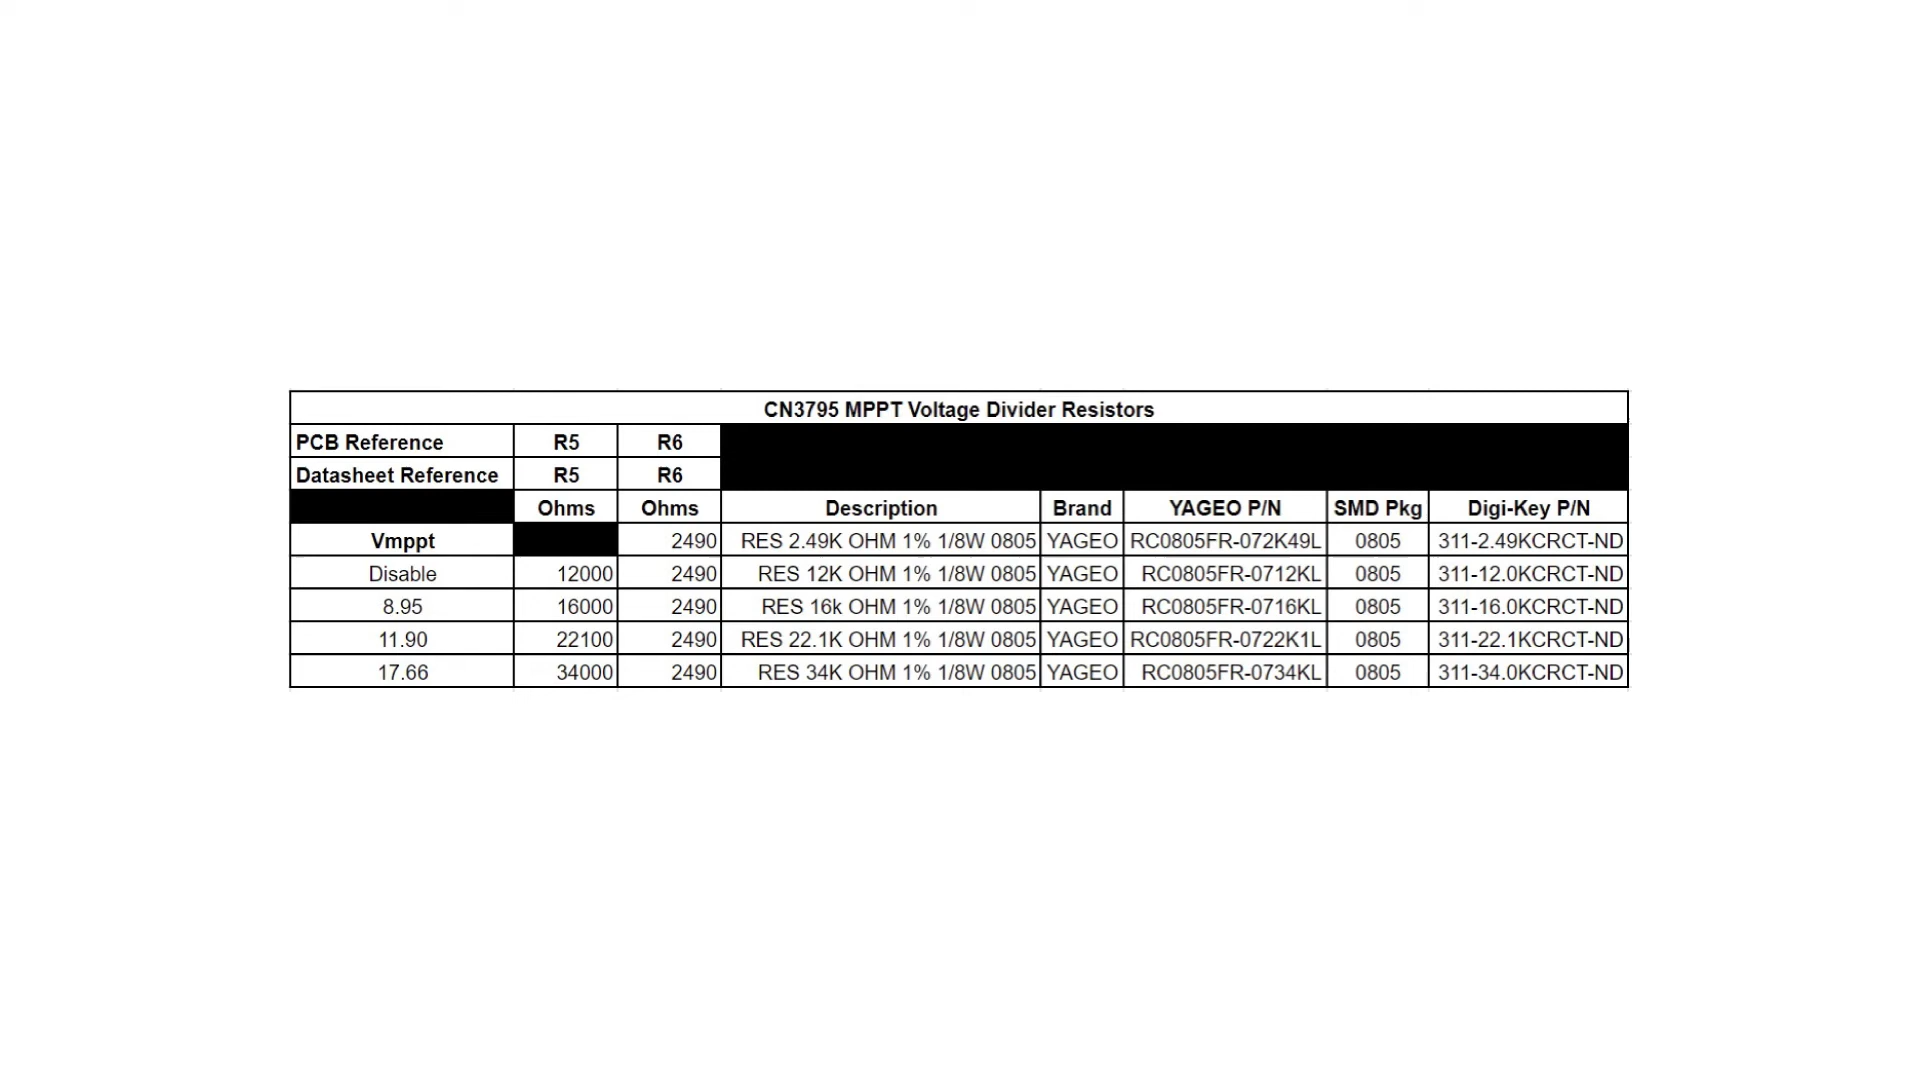 CN3795 MPPT Voltage Divider Resistors
PCB Reference R5 R6
Datasheet Reference R5 R6
Ohms Ohms Description Brand YAGEO P/N SMD Pkg Digi-Key P/N
Vmppt 2490 RES 2.49K OHM 1% 1/8W 0805 YAGEO RC0805FR-072K49L 0805 311-2.49KCRCT-ND
Disable 12000 2490 RES 12K OHM 1% 1/8W 0805 YAGEO RC0805FR-0712KL 0805 311-12.0KCRCT-ND
8.95 16000 2490 RES 16k OHM 1% 1/8W 0805 YAGEO RC0805FR-0716KL 0805 311-16.0KCRCT-ND
11.90 22100 2490 RES 22.1K OHM 1% 1/8W 0805 YAGEO RC0805FR-0722K1L 0805 311-22.1KCRCT-ND
17.66 34000 2490 RES 34K OHM 1% 1/8W 0805 YAGEO RC0805FR-0734KL 0805 311-34.0KCRCT-ND